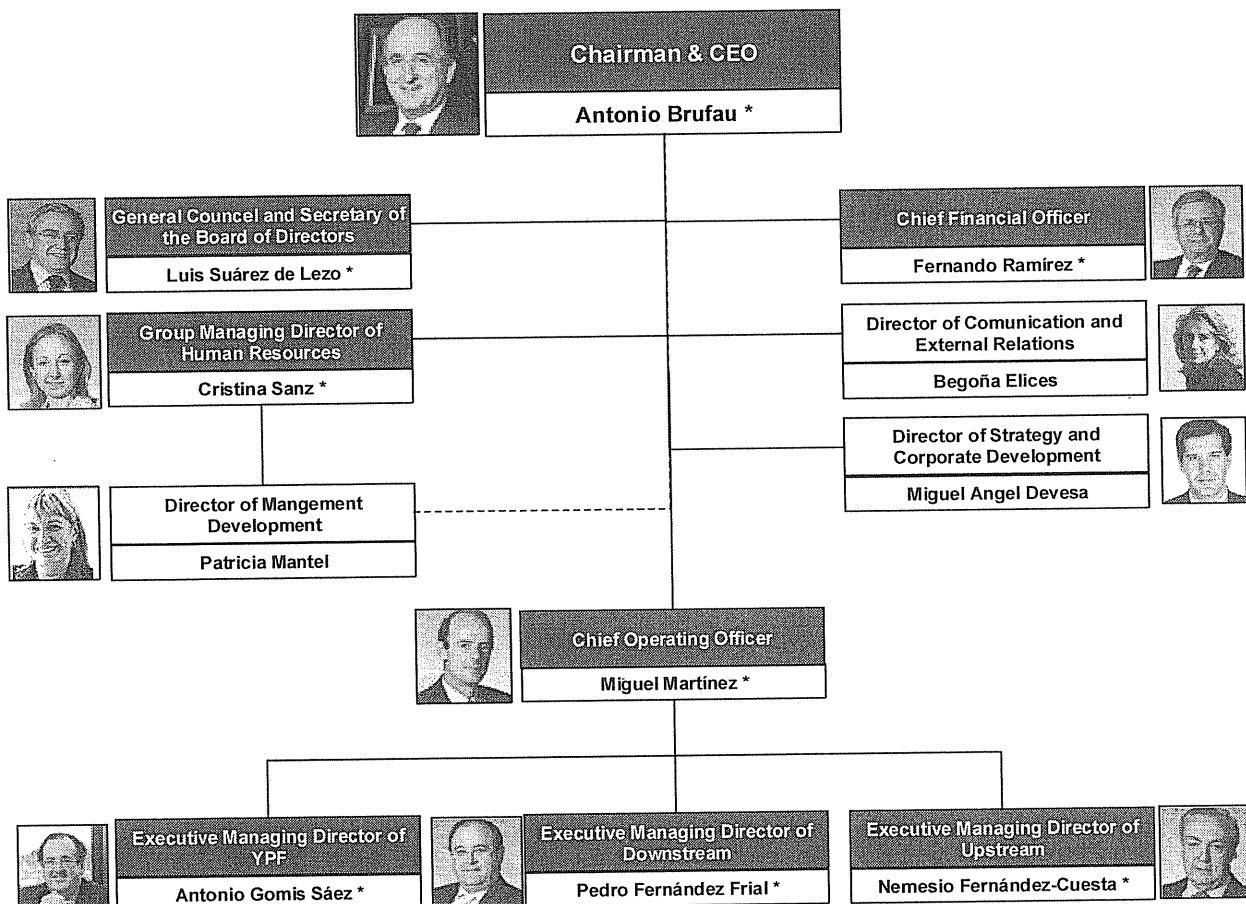 Chairman & CEO
Antonio Brufau *
General Councel and Secretary of
the Board of Directors
Luis Suárez de Lezo *
Chief Financial Officer
Fernando Ramírez *
Group Managing Director of
Human Resources
Cristina Sanz *
Director of Comunication and
External Relations
Begoña Elices
Director of Strategy and
Corporate Development
Miguel Angel Devesa
Director of Mangement
Development
Patricia Mantel
Chief Operating Officer
Miguel Martínez *
Executive Managing Director of
YPF
Antonio Gomis Sáez *
Executive Managing Director of
Downstream
Pedro Fernández Frial *
Executive Managing Director of
Upstream
Nemesio Fernández-Cuesta *